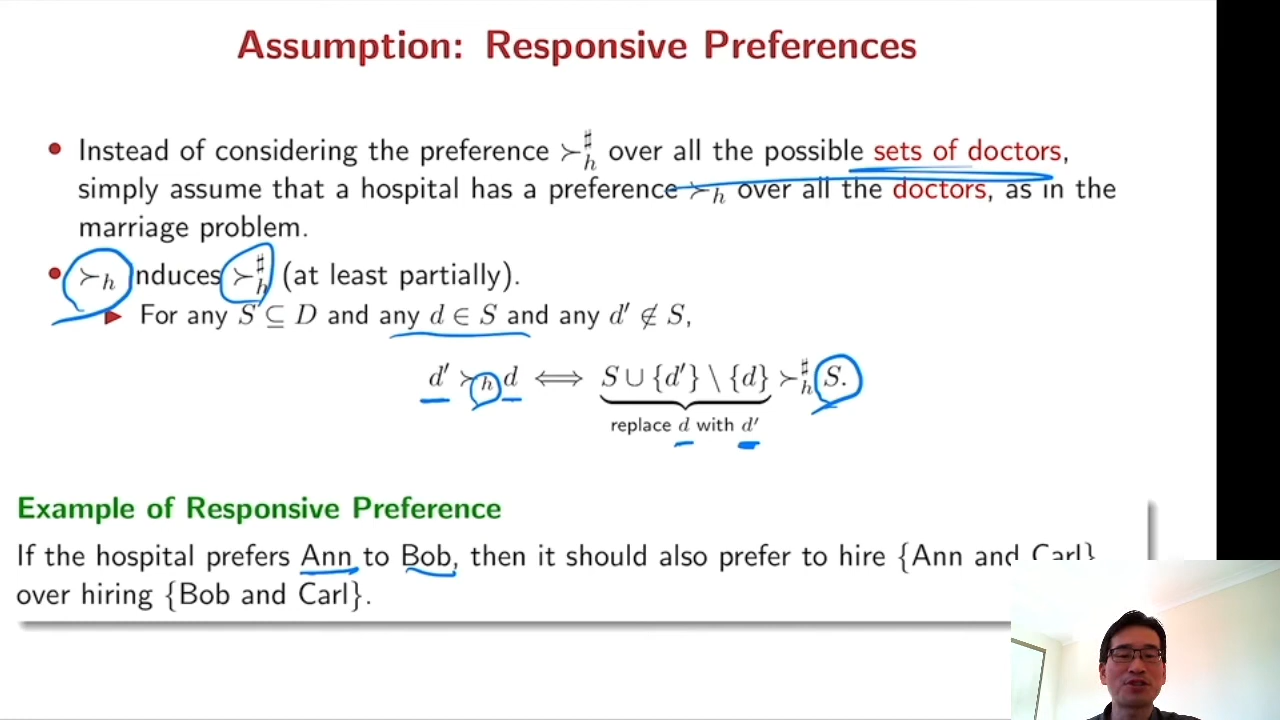 Assumption: Responsive Preferences
• Instead of considering the preference ≻♯h over all the possible sets of doctors,
simply assume that a hospital has a preference ≻h over all the doctors, as in the
marriage problem.
• ≻h induces ≻♯h (at least partially).
▶ For any S ⊆ D and any d ∈ S and any d′ ∉ S,
d′ ≻h d ⟺ S ∪ {d′} \ {d} ≻♯h S.
replace d with d′
Example of Responsive Preference
If the hospital prefers Ann to Bob, then it should also prefer to hire {Ann and Carl}
over hiring {Bob and Carl}.